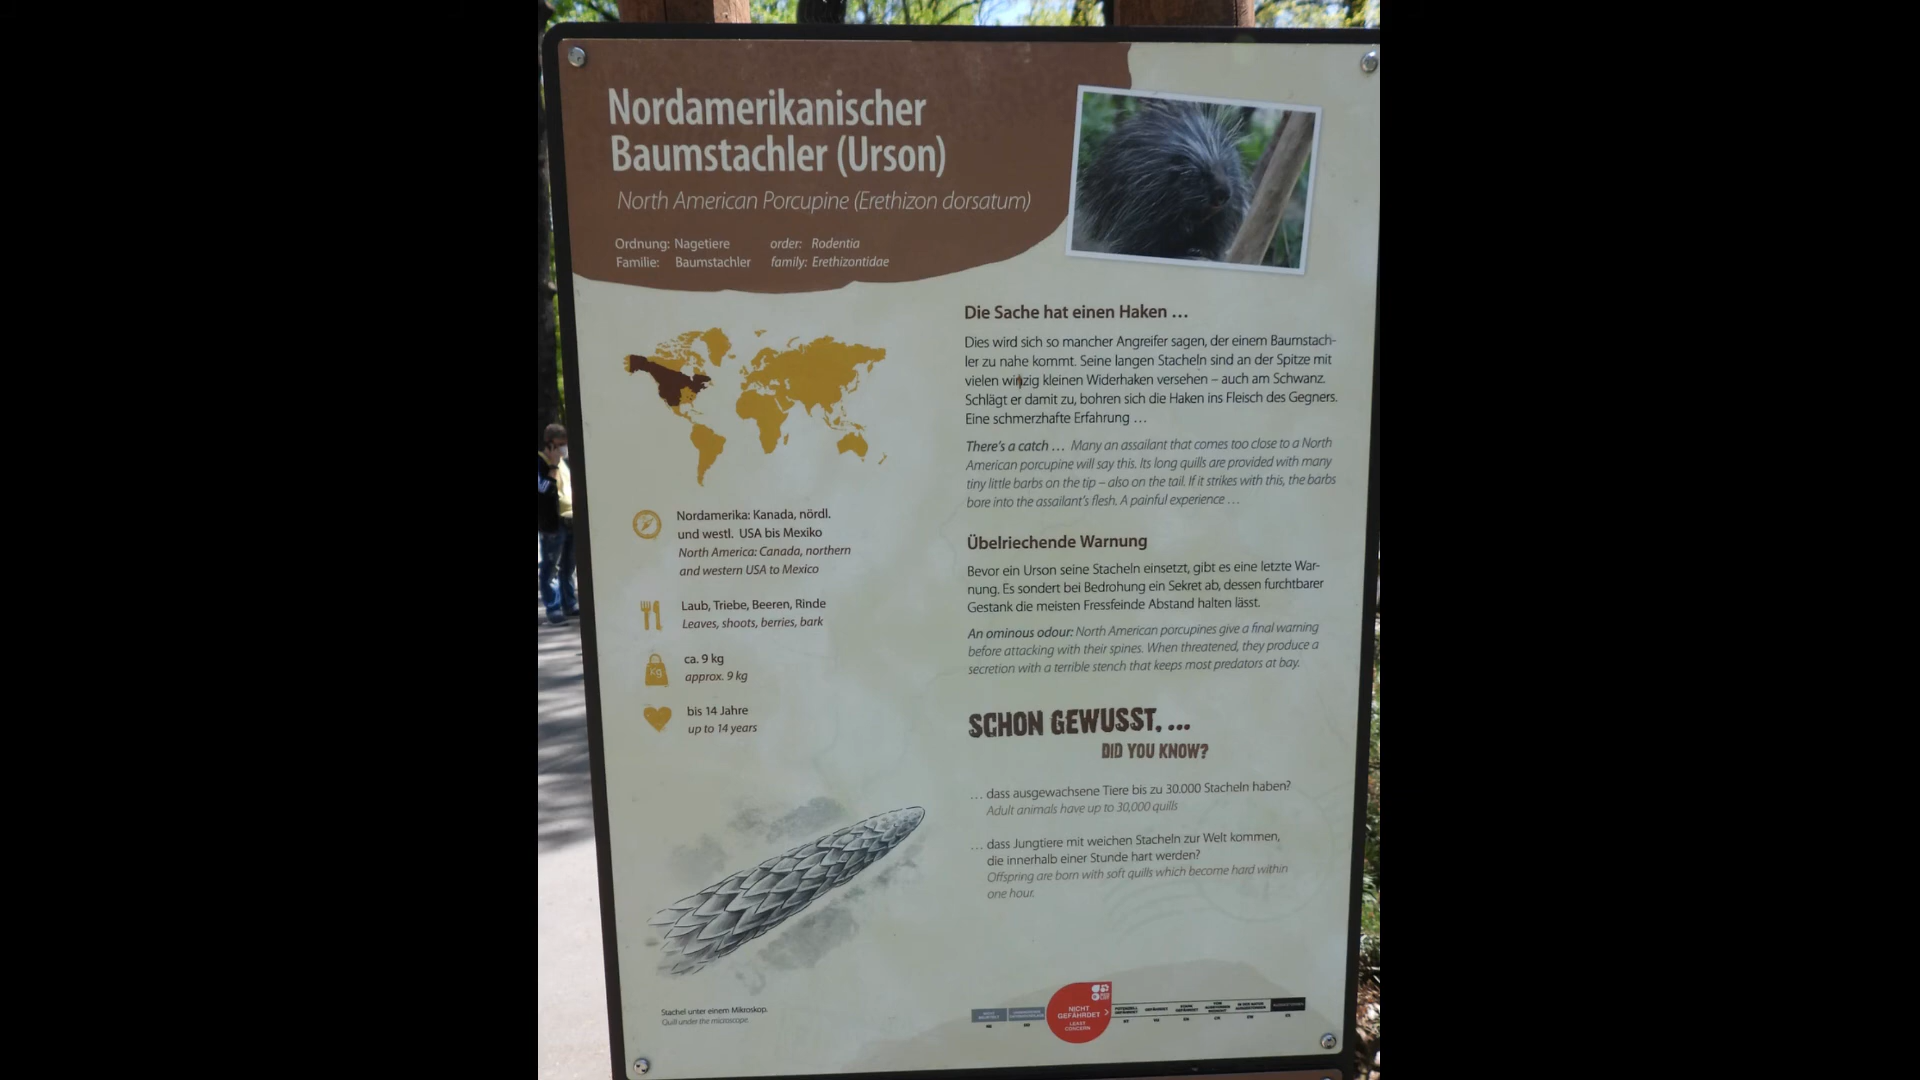 Nordamerikanischer
Baumstachler (Urson)
North American Porcupine (Erethizon dorsatum)
Ordnung: Nagetiere order: Rodentia
Familie: Baumstachler family: Erethizontidae
Nordamerika: Kanada, nördl.
und westl. USA bis Mexiko
North America: Canada, northern
and western USA to Mexico
Laub, Triebe, Beeren, Rinde
Leaves, shoots, berries, bark
Kg
ca. 9 kg
approx. 9 kg
bis 14 Jahre
up to 14 years
Stachel unter einem Mikroskop.
Quill under the microscope.
Die Sache hat einen Haken …
Dies wird sich so mancher Angreifer sagen, der einem Baumstach-
ler zu nahe kommt. Seine langen Stacheln sind an der Spitze mit
vielen winzig kleinen Widerhaken versehen – auch am Schwanz.
Schlägt er damit zu, bohren sich die Haken ins Fleisch des Gegners.
Eine schmerzhafte Erfahrung …
There's a catch … Many an assailant that comes too close to a North
American porcupine will say this. Its long quills are provided with many
tiny little barbs on the tip – also on the tail. If it strikes with this, the barbs
bore into the assailant's flesh. A painful experience …
Übelriechende Warnung
Bevor ein Urson seine Stacheln einsetzt, gibt es eine letzte War-
nung. Es sondert bei Bedrohung ein Sekret ab, dessen furchtbarer
Gestank die meisten Fressfeinde Abstand halten lässt.
An ominous odour: North American porcupines give a final warning
before attacking with their spines. When threatened, they produce a
secretion with a terrible stench that keeps most predators at bay.
SCHON GEWUSST, ...
DID YOU KNOW?
… dass ausgewachsene Tiere bis zu 30.000 Stacheln haben?
Adult animals have up to 30,000 quills
… dass Jungtiere mit weichen Stacheln zur Welt kommen,
die innerhalb einer Stunde hart werden?
Offspring are born with soft quills which become hard within
one hour.
NICHT
GEFÄHRDET
LEAST
CONCERN